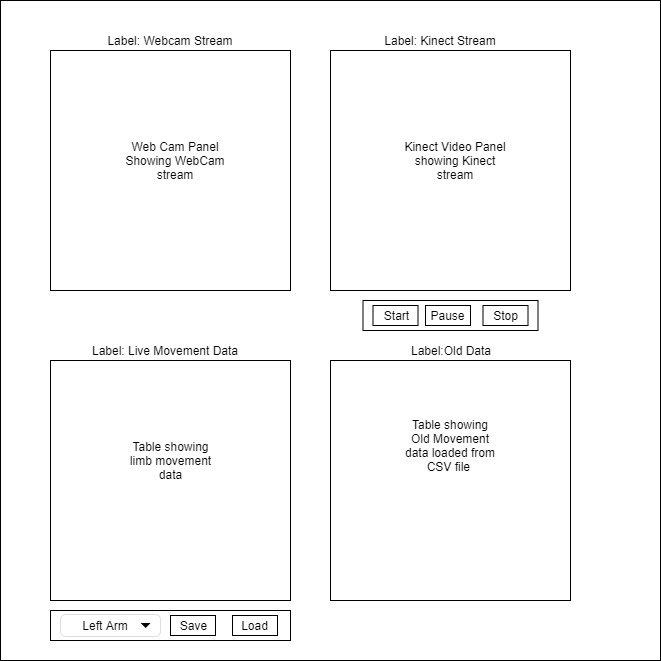 Label: Webcam Stream
Label: Kinect Stream
Web Cam Panel
Showing WebCam
stream
Kinect Video Panel
showing Kinect
stream
Start
Pause
Stop
Label: Live Movement Data
Label:Old Data
Table showing
limb movement
data
Table showing
Old Movement
data loaded from
CSV file
Left Arm
Save
Load